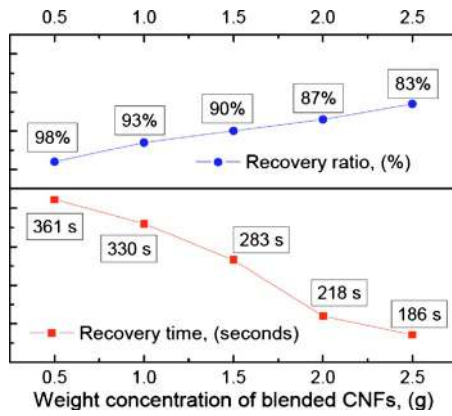 0.5 1.0 1.5 2.0 2.5
83%
87%
90%
93%
98%
Recovery ratio, (%)
361 s
330 s
283 s
218 s
186 s
Recovery time, (seconds)
0.5 1.0 1.5 2.0 2.5
Weight concentration of blended CNFs, (g)